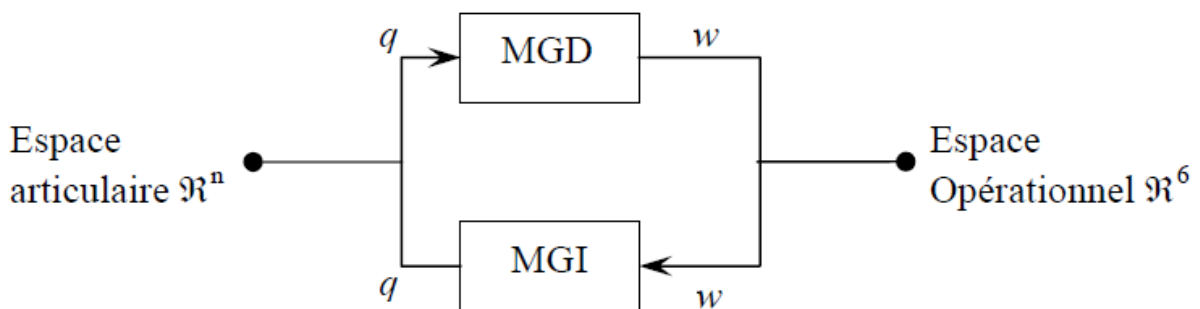 q
MGD
w
Espace
articulaire ℜⁿ
Espace
Opérationnel ℜ⁶
q
MGI
w